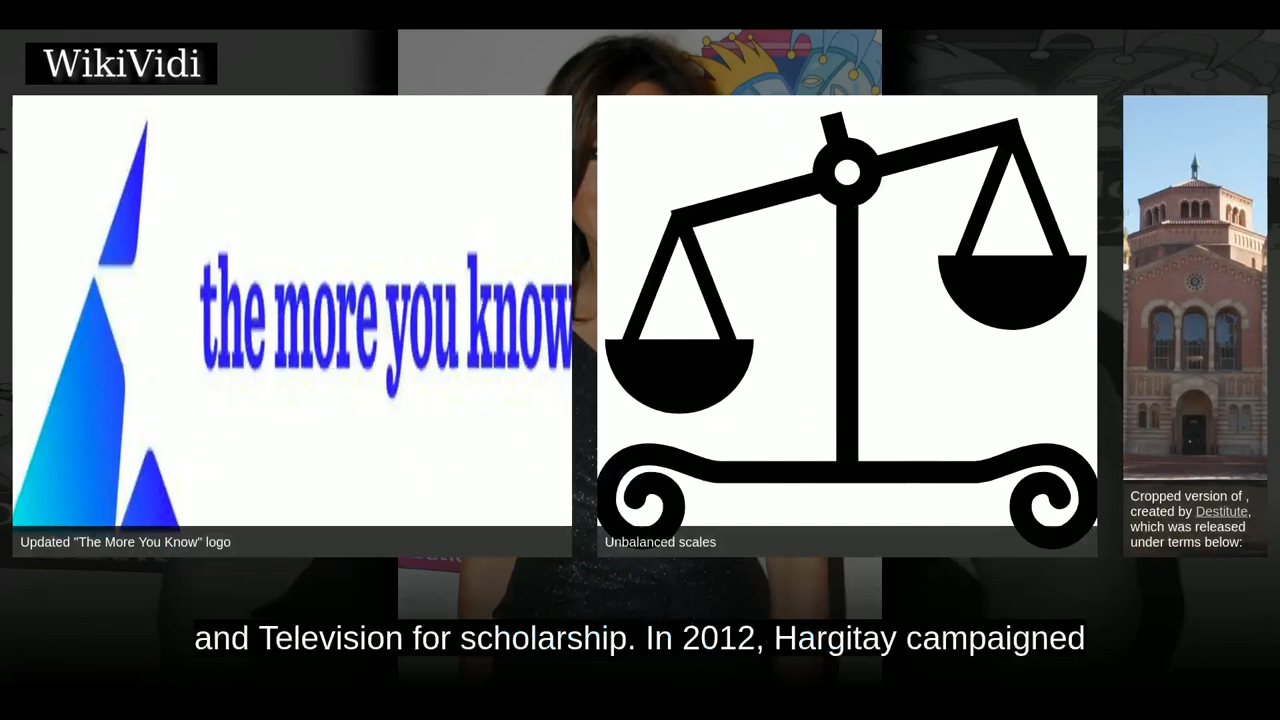 WikiVidi
the more you know
Updated "The More You Know" logo
Unbalanced scales
Cropped version of ,
created by Destitute,
which was released
under terms below:
and Television for scholarship. In 2012, Hargitay campaigned